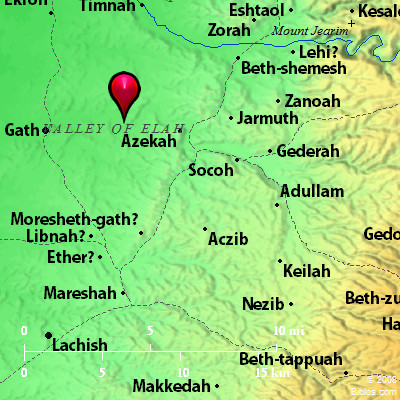 Ekron
Timnah
Eshtaol
Kesalo
Zorah
Mount Jearim
Lehi?
Beth-shemesh
Zanoah
Jarmuth
Gath
VALLEY OF ELAH
Azekah
Gederah
Socoh
Adullam
Moresheth-gath?
Libnah?
Aczib
Gedo
Ether?
Keilah
Mareshah
Nezib
Beth-zu
Ha
0 5 10 mi
Lachish
Beth-tappuah
0 5 10 15 km
Makkedah
© 2008
Bibles.com